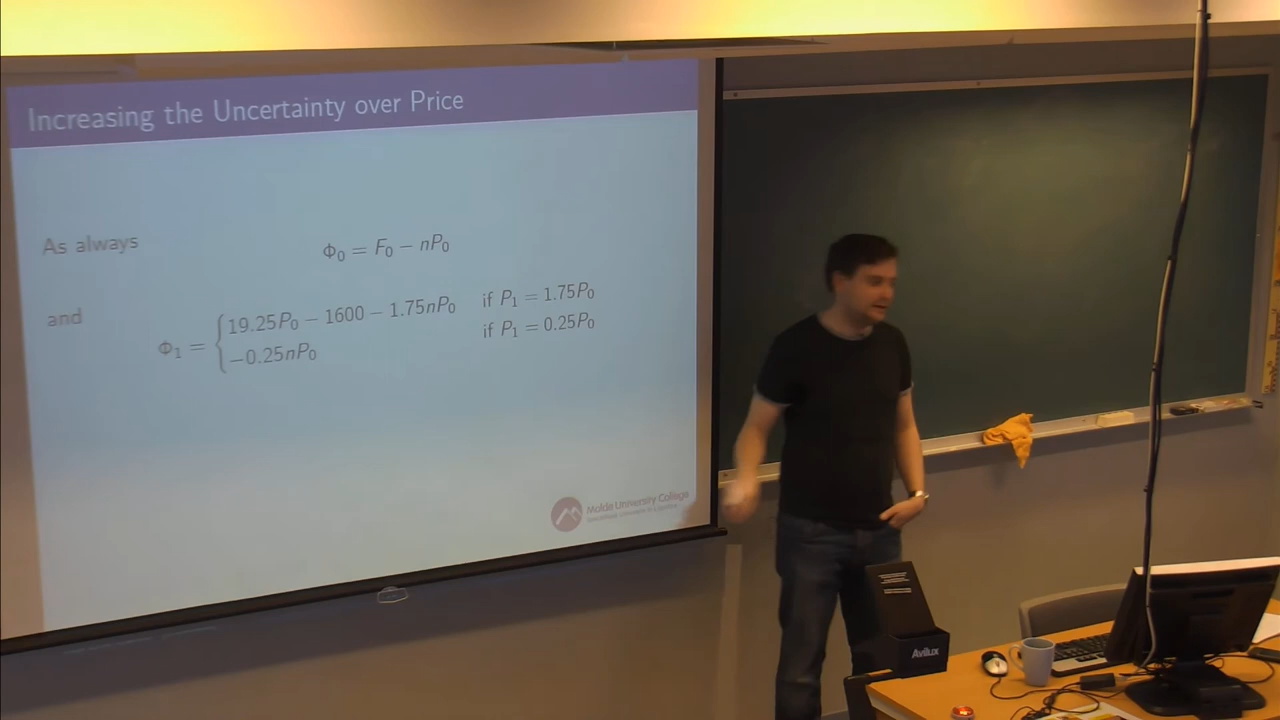 Increasing the Uncertainty over Price
As always
Φ₀ = F₀ − nP₀
and
Φ₁ = { 19.25P₀ − 1600 − 1.75nP₀ if P₁ = 1.75P₀
−0.25nP₀ if P₁ = 0.25P₀
Molde University College
Avilux